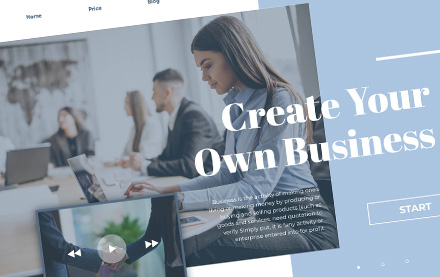 Home Price Blog
Create Your
Own Business
Business is the activity of making one's
living or making money by producing or
buying and selling products (such as
goods and services need quotation to
verify Simply put, it is "any activity or
enterprise entered into for profit.
START